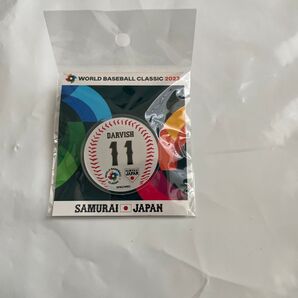 WORLD BASEBALL CLASSIC 2023
DARVISH
11
SAMURAI JAPAN